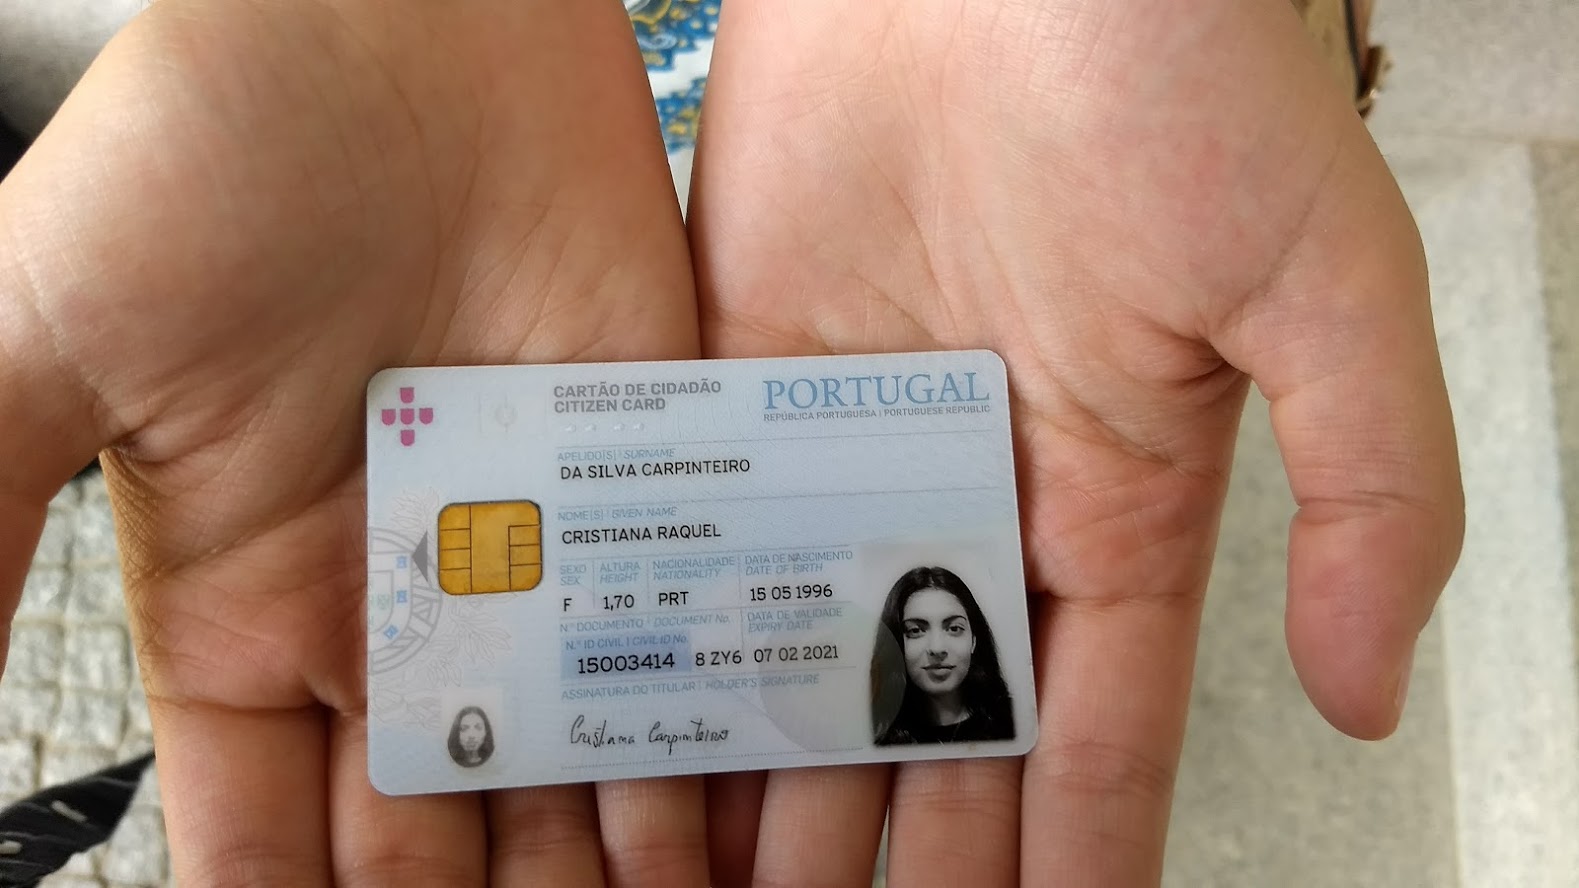 CARTÃO DE CIDADÃO
CITIZEN CARD
PORTUGAL
REPÚBLICA PORTUGUESA | PORTUGUESE REPUBLIC
APELIDO[S] | SURNAME
DA SILVA CARPINTEIRO
NOME[S] | GIVEN NAME
CRISTIANA RAQUEL
SEXO ALTURA NACIONALIDADE DATA DE NASCIMENTO
SEX HEIGHT NATIONALITY DATE OF BIRTH
F 1,70 PRT 15 05 1996
N.º DOCUMENTO | DOCUMENT No. DATA DE VALIDADE
N.º ID CIVIL | CIVIL ID No. EXPIRY DATE
15003414 8 ZY6 07 02 2021
ASSINATURA DO TITULAR | HOLDER'S SIGNATURE
Cristiana Carpinteiro